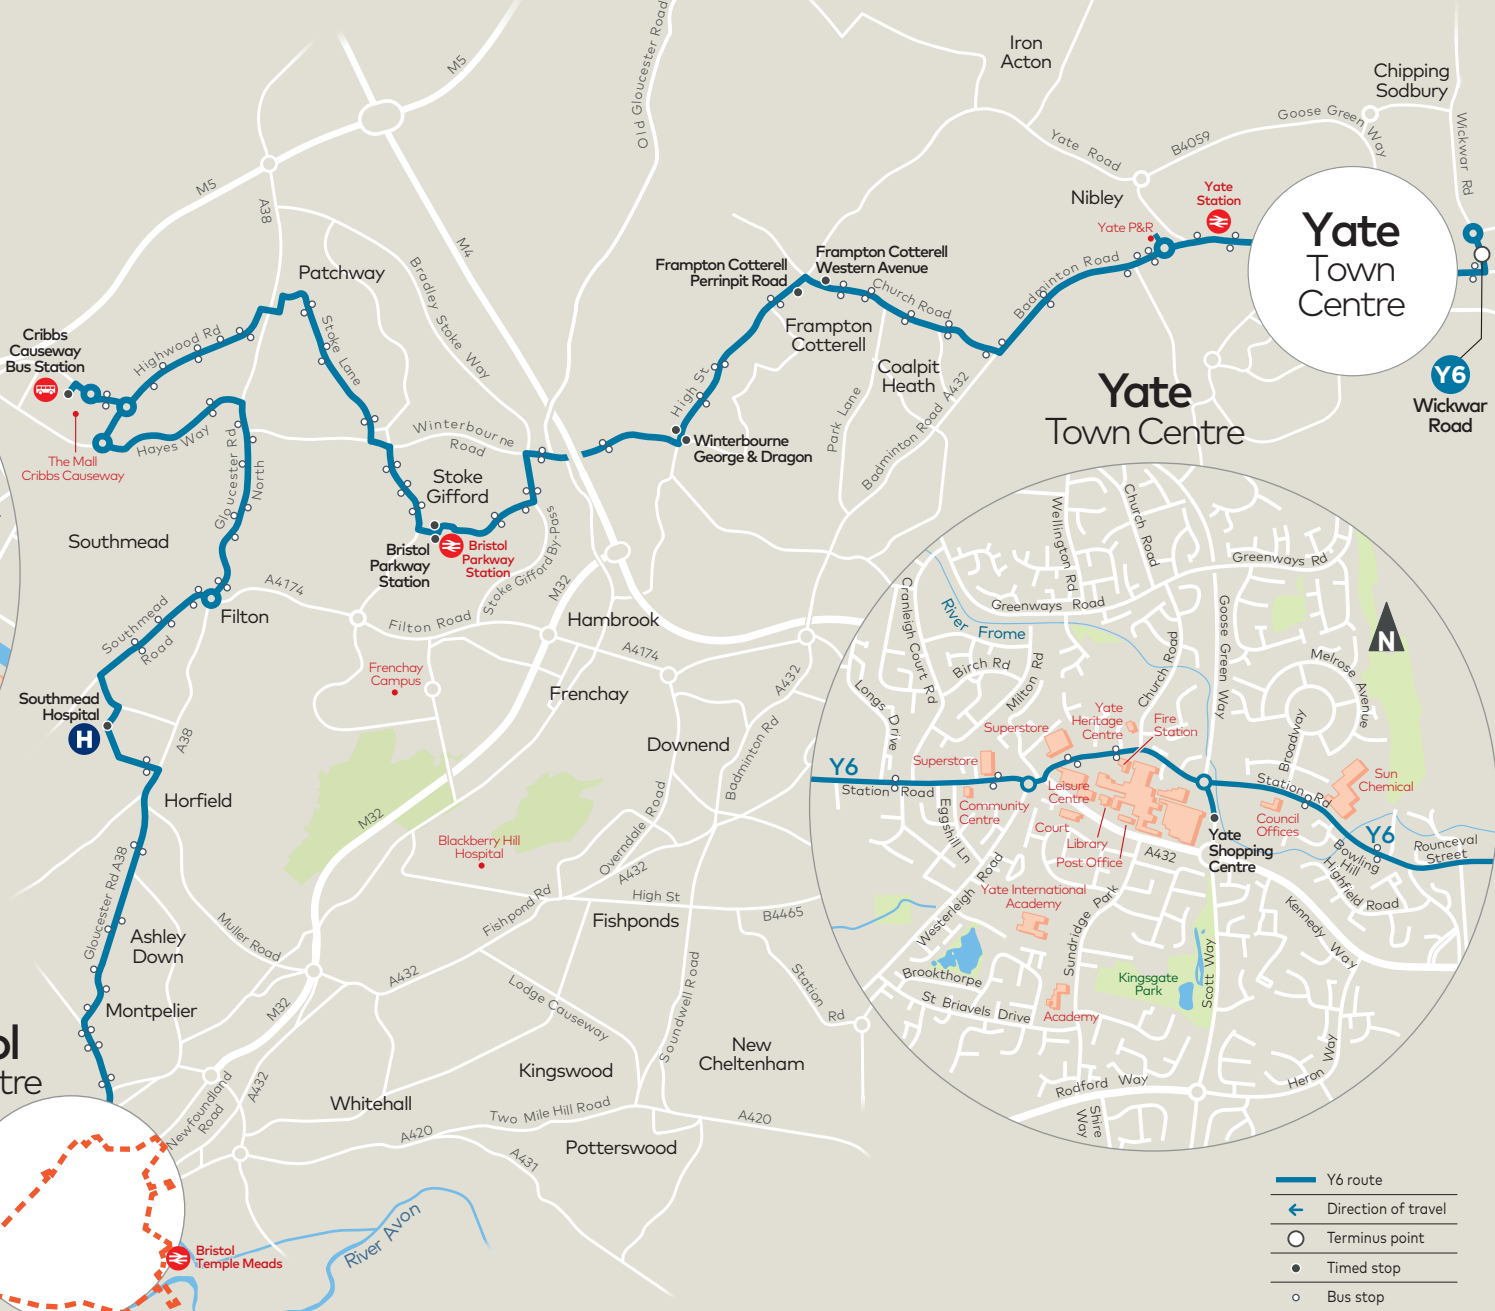 M5
Old Gloucester Road
Iron
Acton
Chipping
Sodbury
Goose Green Way
Wickwar Rd
Yate Road
B4059
M5
A38
M4
Nibley
Yate
Station
Yate P&R
Yate
Town
Centre
Patchway
Bradley Stoke Way
Frampton Cotterell
Perrinpit Road
Frampton Cotterell
Western Avenue
Church Road
Badminton Road
Frampton
Cotterell
Coalpit
Heath
Cribbs
Causeway
Bus Station
Highwood Rd
Stoke Lane
Y6
Wickwar
Road
Yate
Town Centre
High St
Park Lane
Badminton Road A432
Hayes Way
The Mall
Cribbs Causeway
Gloucester Rd
North
Winterbourne
Road
Winterbourne
George & Dragon
Stoke
Gifford
Southmead
Bristol
Parkway
Station
Bristol
Parkway
Station
Stoke Gifford By-Pass
M32
A4174
Filton
Filton Road
Hambrook
A4174
Southmead
Road
Frenchay
Campus
Frenchay
A432
Southmead
Hospital
H
A38
Downend
Badminton Rd
Horfield
M32
Blackberry Hill
Hospital
Overndale Road
A432
Gloucester Rd A38
Fishpond Rd
High St
Fishponds
B4465
Muller Road
Ashley
Down
A432
Lodge Causeway
Soundwell Road
Station
Rd
Montpelier
M32
ol
tre
New
Cheltenham
Kingswood
Newfoundland
Road
A432
Whitehall
Two Mile Hill Road
A420
A420
A431
Potterswood
River Avon
Bristol
Temple Meads
Wellington Rd
Church Road
Greenways Rd
Cranleigh Court Rd
River Frome
Greenways Road
Goose Green Way
N
Birch Rd
Milton Rd
Church Road
Melrose Avenue
Longs Drive
Yate
Heritage
Centre
Fire
Station
Superstore
Broadway
Superstore
Y6
Station Road
Leisure
Centre
Community
Centre
Court
Library
Post Office
Eggshill Ln
A432
Yate
Shopping
Centre
Station Rd
Sun
Chemical
Council
Offices
Y6
Bowling
Hill
Rounceval
Street
Highfield Road
Westerleigh Road
Yate International
Academy
Sundridge Park
Kennedy Way
Brookthorpe
St Briavels Drive
Academy
Kingsgate
Park
Scott Way
Rodford Way
Shire
Way
Heron Way
Y6 route
Direction of travel
Terminus point
Timed stop
Bus stop